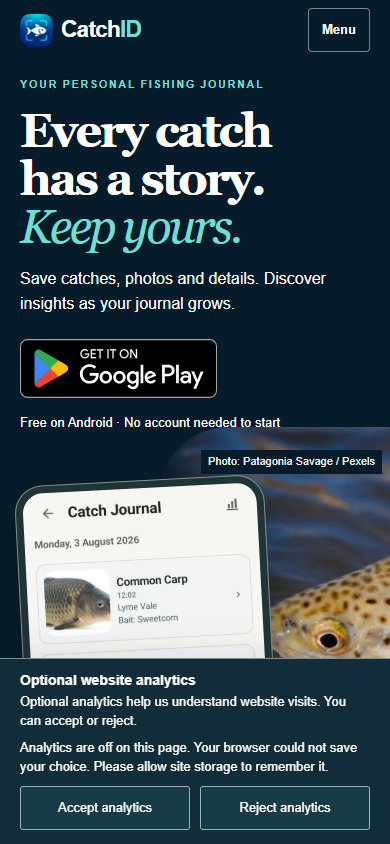 CatchID
Menu
YOUR PERSONAL FISHING JOURNAL
Every catch
has a story.
Keep yours.
Save catches, photos and details. Discover
insights as your journal grows.
GET IT ON
Google Play
Free on Android · No account needed to start
Photo: Patagonia Savage / Pexels
Catch Journal
Monday, 3 August 2026
Common Carp
12:02
Lyme Vale
Bait: Sweetcorn
Optional website analytics
Optional analytics help us understand website visits. You
can accept or reject.
Analytics are off on this page. Your browser could not save
your choice. Please allow site storage to remember it.
Accept analytics
Reject analytics